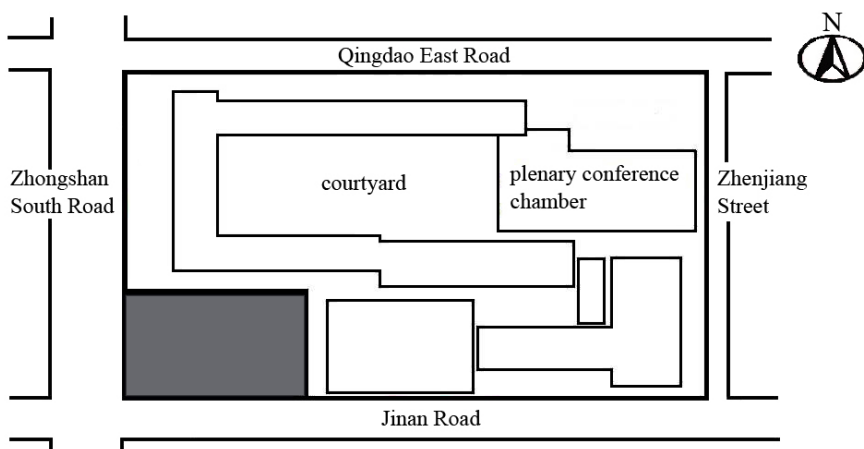 N
Qingdao East Road
Zhongshan
South Road
courtyard
plenary conference
chamber
Zhenjiang
Street
Jinan Road